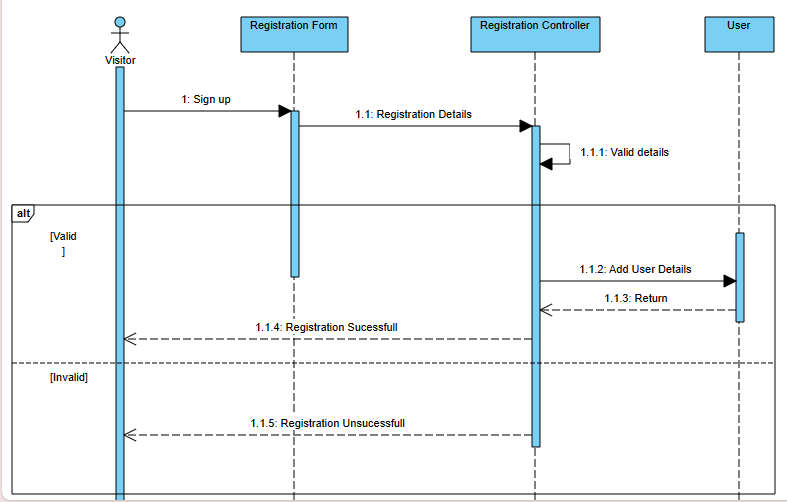 Registration Form
Registration Controller
User
Visitor
1: Sign up
1.1: Registration Details
1.1.1: Valid details
alt
[Valid
]
1.1.2: Add User Details
1.1.3: Return
1.1.4: Registration Sucessfull
[Invalid]
1.1.5: Registration Unsucessfull